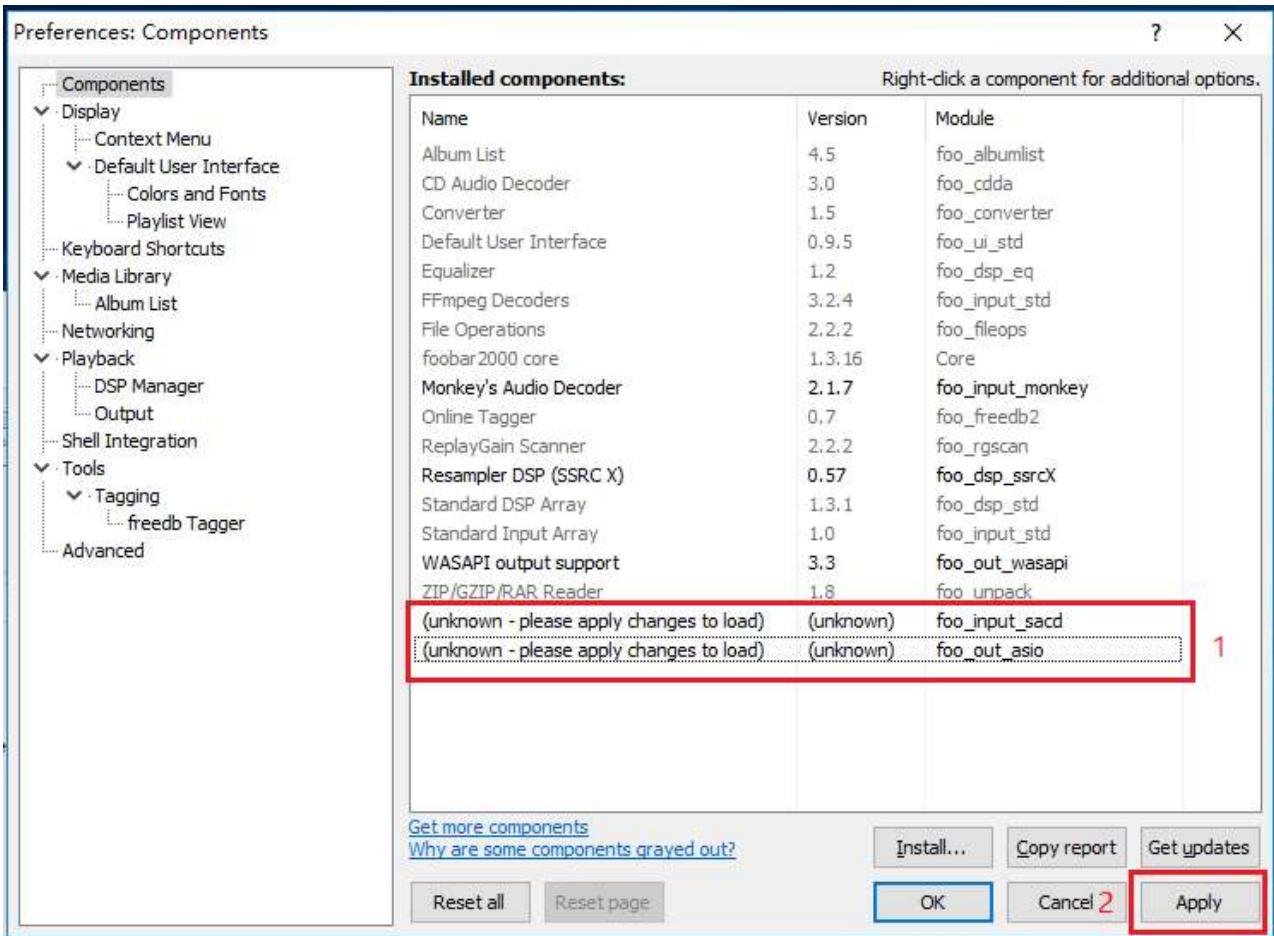 Preferences: Components ? X
Components
Display
Context Menu
Default User Interface
Colors and Fonts
Playlist View
Keyboard Shortcuts
Media Library
Album List
Networking
Playback
DSP Manager
Output
Shell Integration
Tools
Tagging
freedb Tagger
Advanced
Installed components: Right-click a component for additional options.
Name Version Module
Album List 4.5 foo_albumlist
CD Audio Decoder 3.0 foo_cdda
Converter 1.5 foo_converter
Default User Interface 0.9.5 foo_ui_std
Equalizer 1.2 foo_dsp_eq
FFmpeg Decoders 3.2.4 foo_input_std
File Operations 2.2.2 foo_fileops
foobar2000 core 1.3.16 Core
Monkey's Audio Decoder 2.1.7 foo_input_monkey
Online Tagger 0.7 foo_freedb2
ReplayGain Scanner 2.2.2 foo_rgscan
Resampler DSP (SSRC X) 0.57 foo_dsp_ssrcX
Standard DSP Array 1.3.1 foo_dsp_std
Standard Input Array 1.0 foo_input_std
WASAPI output support 3.3 foo_out_wasapi
ZIP/GZIP/RAR Reader 1.8 foo_unpack
(unknown - please apply changes to load) (unknown) foo_input_sacd
(unknown - please apply changes to load) (unknown) foo_out_asio
1
Get more components
Why are some components grayed out?
Install... Copy report Get updates
Reset all Reset page OK Cancel 2 Apply